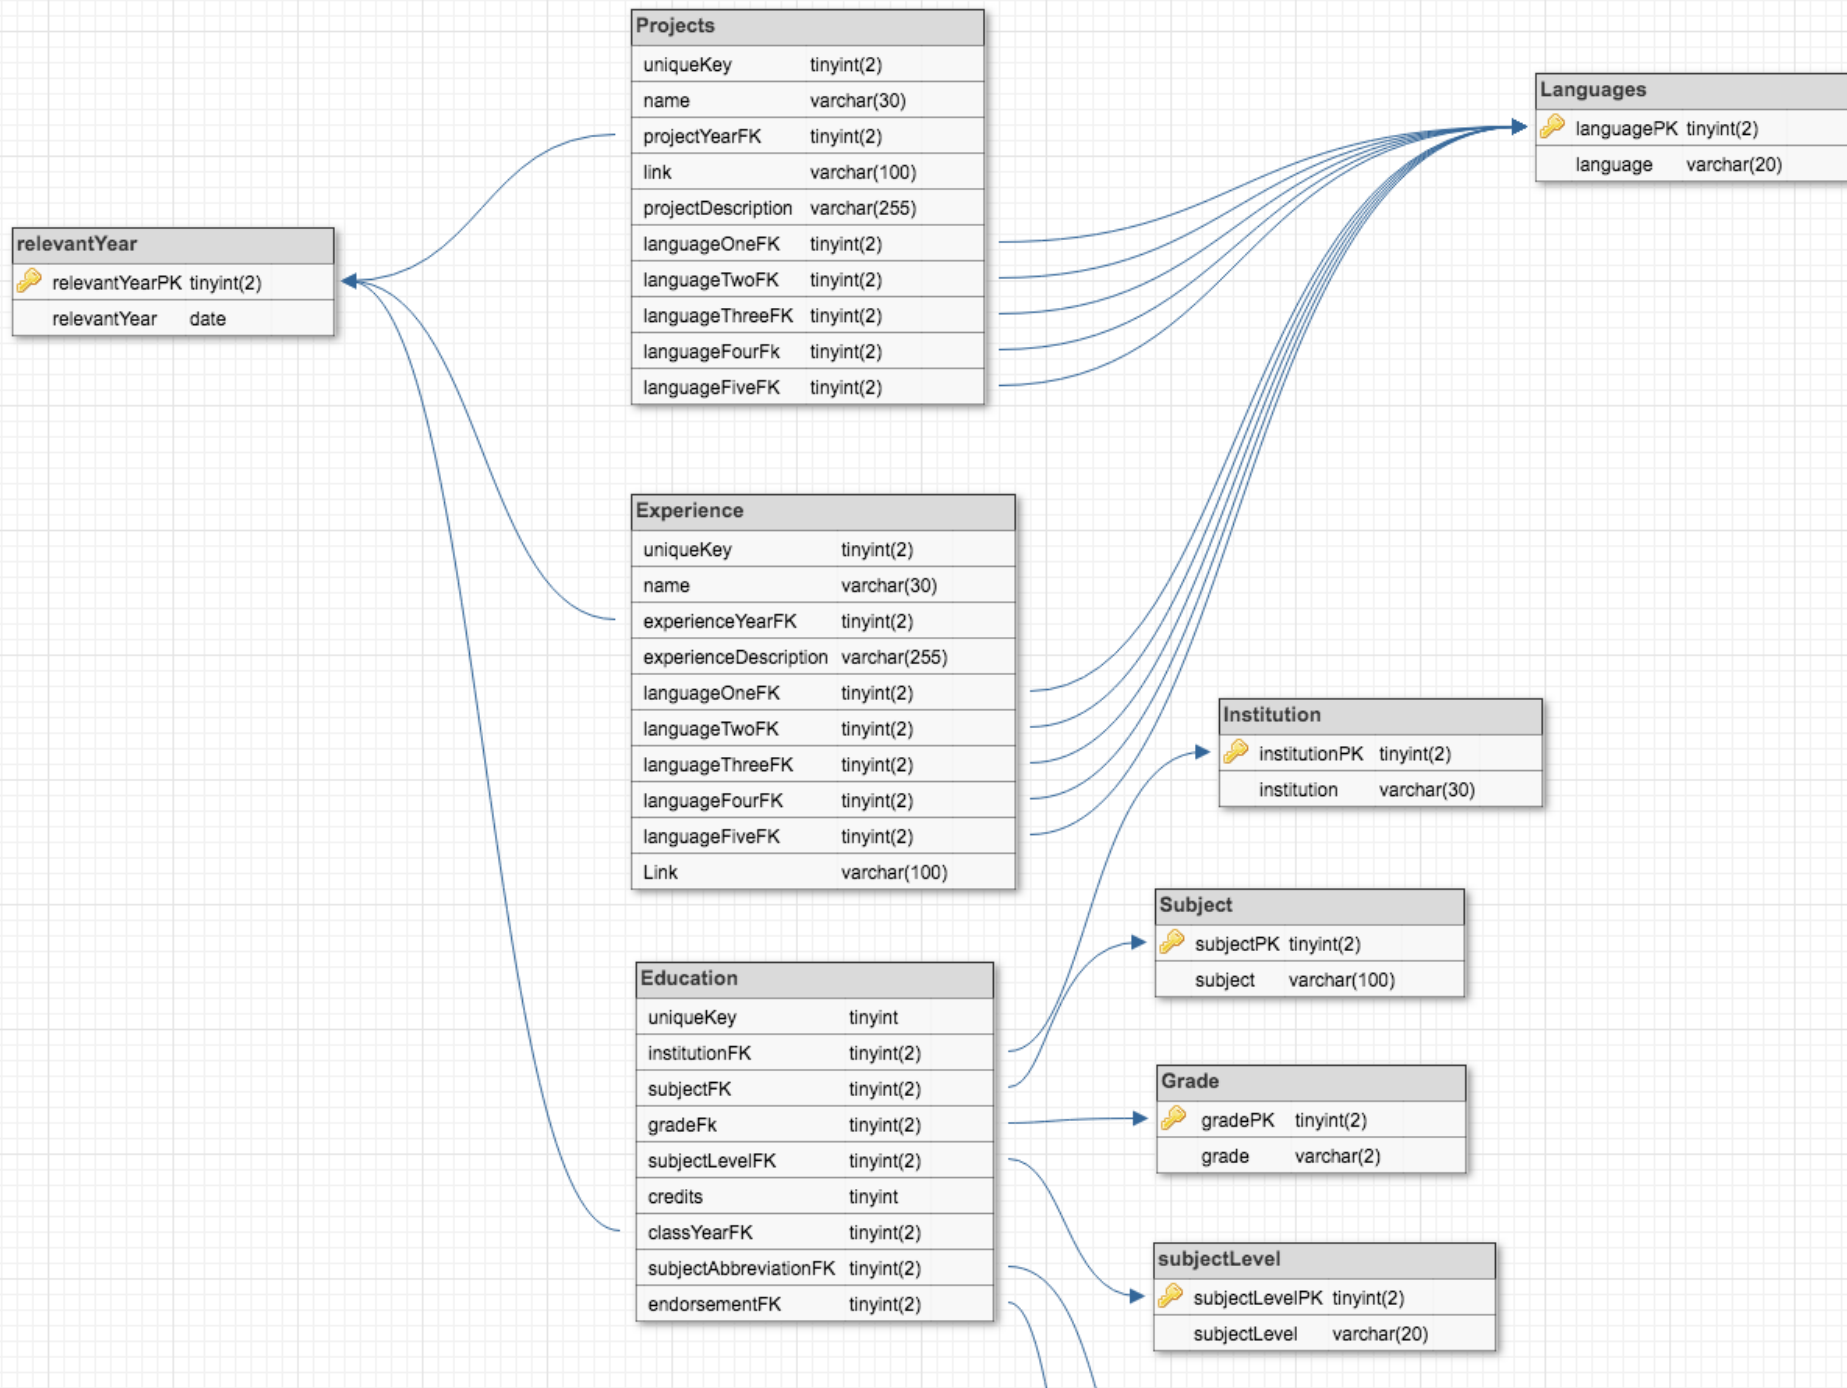 Projects
uniqueKey tinyint(2)
name varchar(30)
projectYearFK tinyint(2)
link varchar(100)
projectDescription varchar(255)
languageOneFK tinyint(2)
languageTwoFK tinyint(2)
languageThreeFK tinyint(2)
languageFourFk tinyint(2)
languageFiveFK tinyint(2)
Languages
languagePK tinyint(2)
language varchar(20)
relevantYear
relevantYearPK tinyint(2)
relevantYear date
Experience
uniqueKey tinyint(2)
name varchar(30)
experienceYearFK tinyint(2)
experienceDescription varchar(255)
languageOneFK tinyint(2)
languageTwoFK tinyint(2)
languageThreeFK tinyint(2)
languageFourFK tinyint(2)
languageFiveFK tinyint(2)
Link varchar(100)
Institution
institutionPK tinyint(2)
institution varchar(30)
Subject
subjectPK tinyint(2)
subject varchar(100)
Education
uniqueKey tinyint
institutionFK tinyint(2)
subjectFK tinyint(2)
gradeFk tinyint(2)
subjectLevelFK tinyint(2)
credits tinyint
classYearFK tinyint(2)
subjectAbbreviationFK tinyint(2)
endorsementFK tinyint(2)
Grade
gradePK tinyint(2)
grade varchar(2)
subjectLevel
subjectLevelPK tinyint(2)
subjectLevel varchar(20)